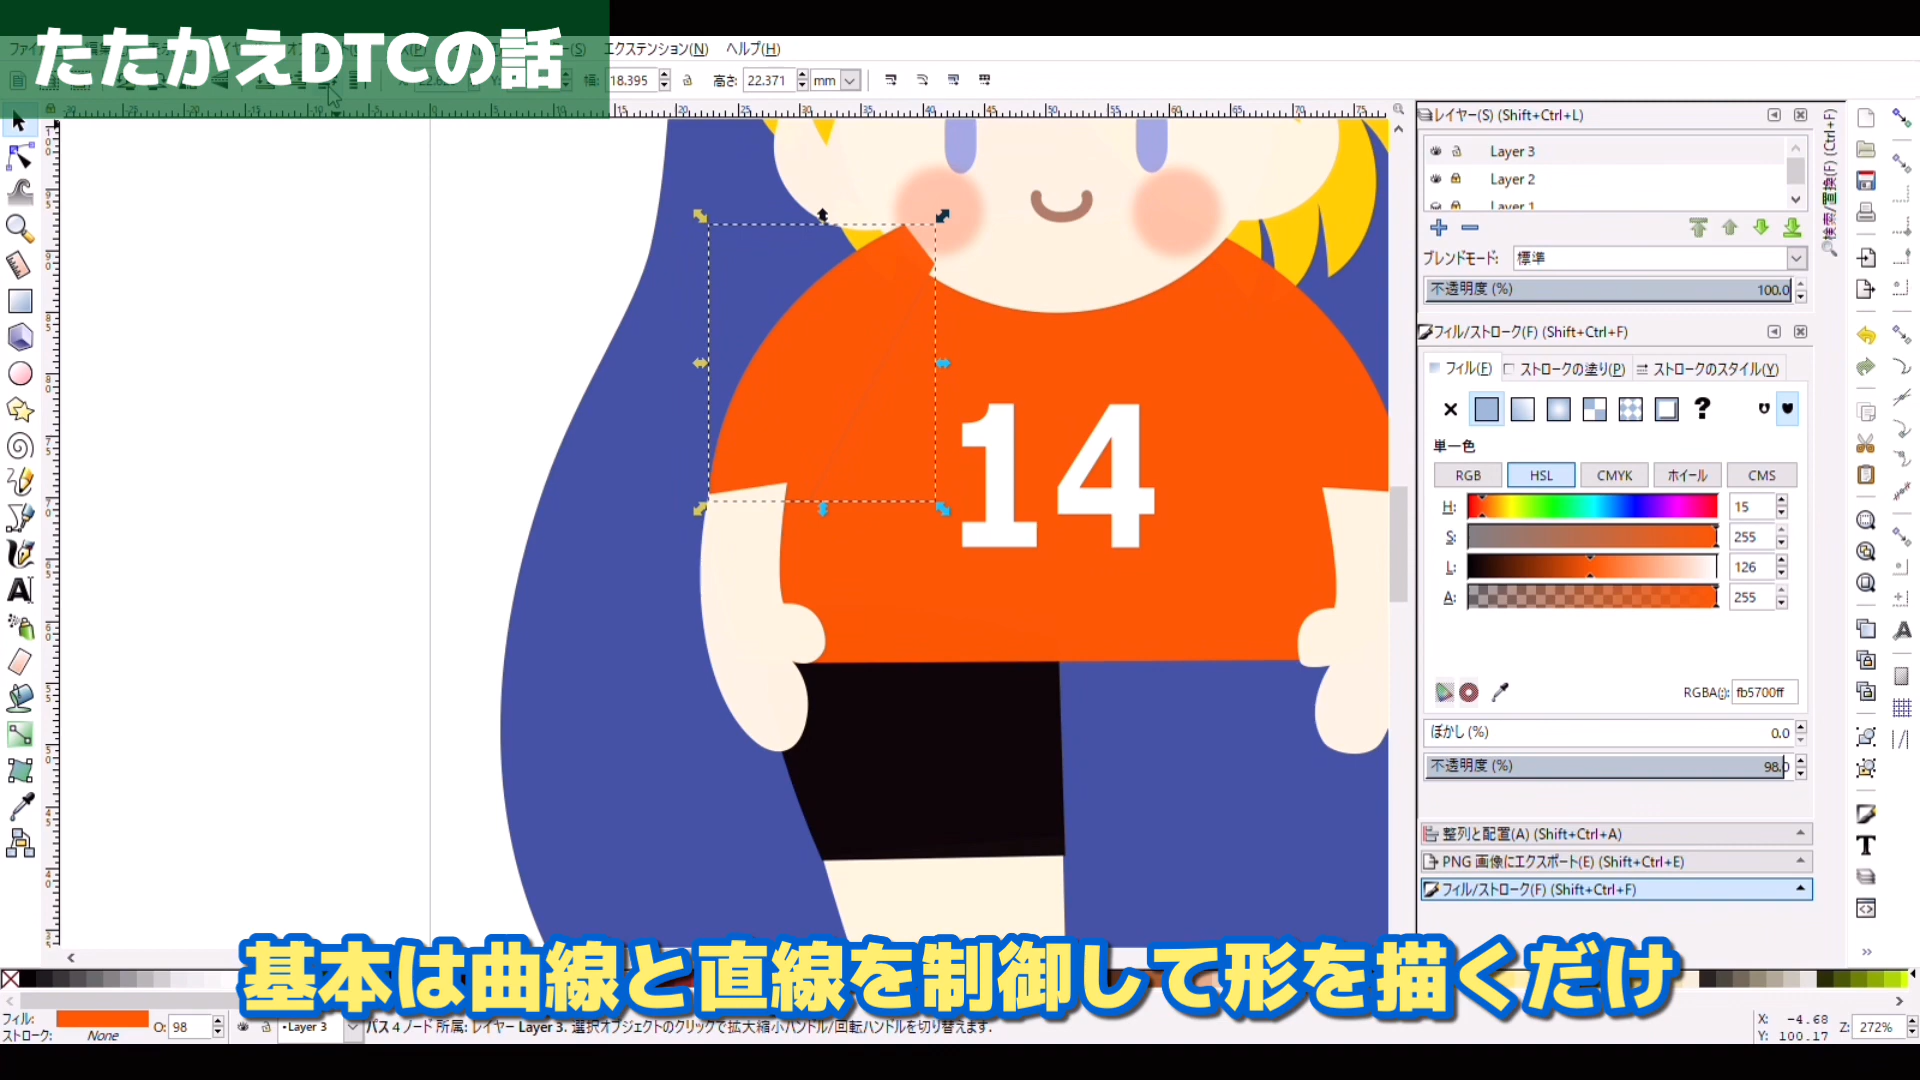 たたかえDTCの話
エクステンション(N) ヘルプ(H)
18.395 高さ: 22.371 mm
レイヤー(S) (Shift+Ctrl+L)
Layer 3
Layer 2
Layer 1
ブレンドモード: 標準
不透明度 (%) 100.0
検索/置換(F) (Ctrl+F)
フィル/ストローク(F) (Shift+Ctrl+F)
フィル(F) ストロークの塗り(P) ストロークのスタイル(Y)
単一色
RGB HSL CMYK ホイール CMS
H: 15
S: 255
L: 126
A: 255
RGBA(:): fb5700ff
ぼかし (%) 0.0
不透明度 (%) 98.0
整列と配置(A) (Shift+Ctrl+A)
PNG 画像にエクスポート(E) (Shift+Ctrl+E)
フィル/ストローク(F) (Shift+Ctrl+F)
14
基本は曲線と直線を制御して形を描くだけ
フィル:
ストローク: None
O: 98
Layer 3
パス 4 ノード 所属: レイヤー Layer 3. 選択オブジェクトのクリックで拡大縮小ハンドル/回転ハンドルを切り替えます.
X: -4.68
Y: 100.17
Z: 272%